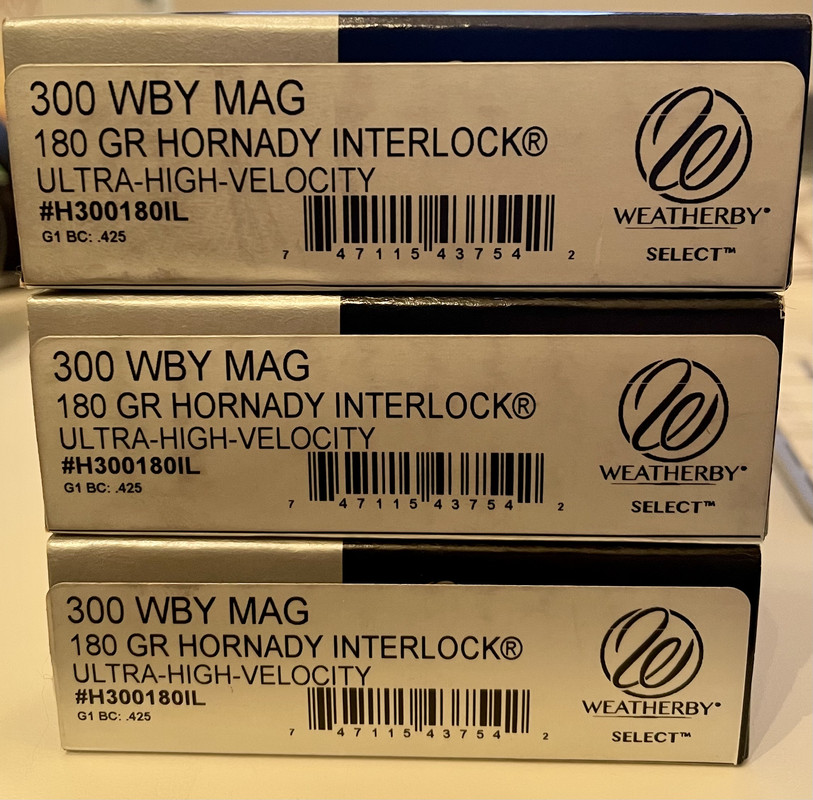 300 WBY MAG
180 GR HORNADY INTERLOCK®
ULTRA-HIGH-VELOCITY
#H300180IL
G1 BC: .425
7 47115 43754 2
WEATHERBY®
SELECT™
300 WBY MAG
180 GR HORNADY INTERLOCK®
ULTRA-HIGH-VELOCITY
#H300180IL
G1 BC: .425
7 47115 43754 2
WEATHERBY®
SELECT™
300 WBY MAG
180 GR HORNADY INTERLOCK®
ULTRA-HIGH-VELOCITY
#H300180IL
G1 BC: .425
7 47115 43754 2
WEATHERBY®
SELECT™